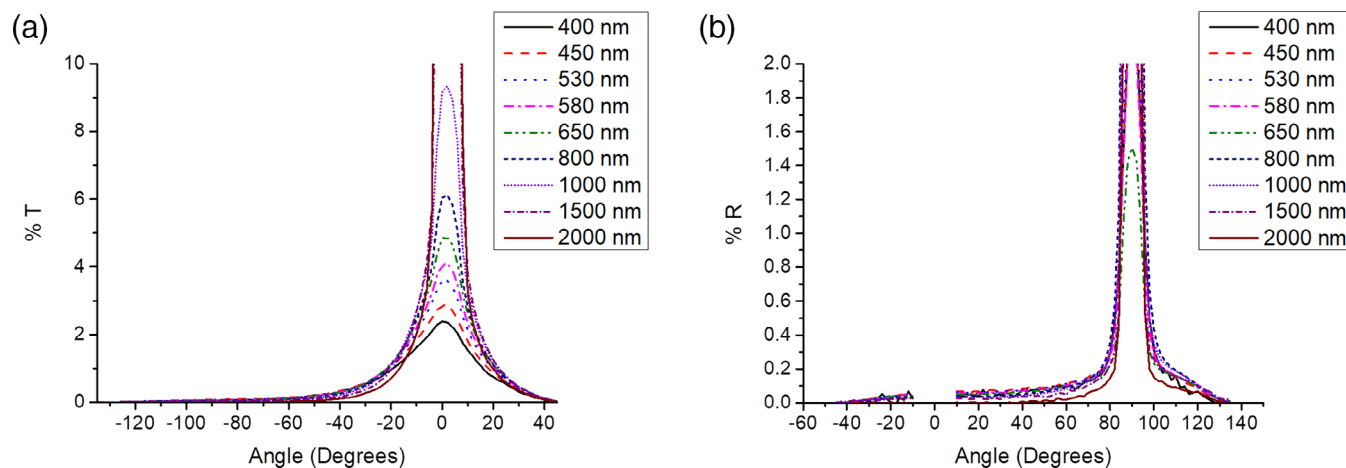 (a)
400 nm
450 nm
530 nm
580 nm
650 nm
800 nm
1000 nm
1500 nm
2000 nm
10
8
6
4
2
0
% T
-120 -100 -80 -60 -40 -20 0 20 40
Angle (Degrees)
(b)
400 nm
450 nm
530 nm
580 nm
650 nm
800 nm
1000 nm
1500 nm
2000 nm
2.0
1.8
1.6
1.4
1.2
1.0
0.8
0.6
0.4
0.2
0.0
% R
-60 -40 -20 0 20 40 60 80 100 120 140
Angle (Degrees)